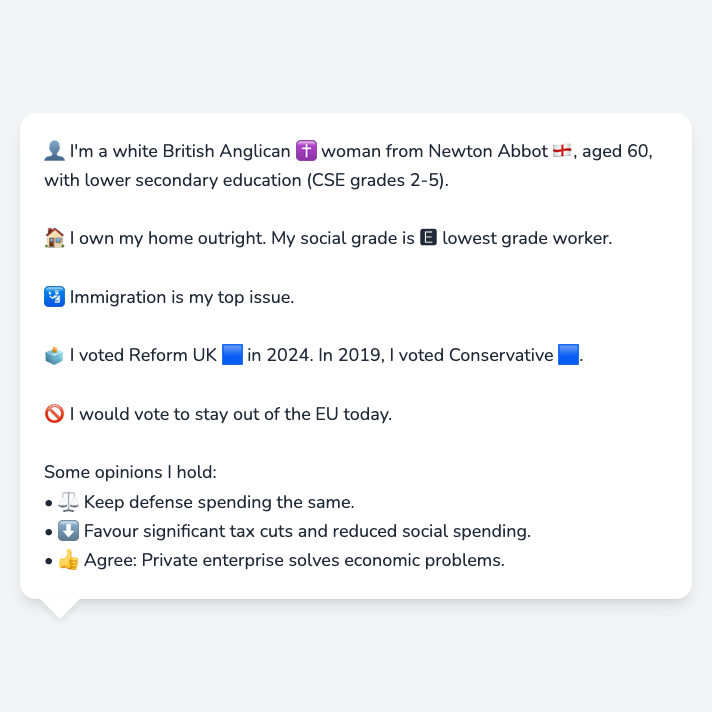 👤 I'm a white British Anglican ✝️ woman from Newton Abbot 🏴󠁧󠁢󠁥󠁮󠁧󠁿, aged 60,
with lower secondary education (CSE grades 2-5).
🏠 I own my home outright. My social grade is 🅴 lowest grade worker.
🛂 Immigration is my top issue.
🗳️ I voted Reform UK 🟦 in 2024. In 2019, I voted Conservative 🟦.
🚫 I would vote to stay out of the EU today.
Some opinions I hold:
• ⚖️ Keep defense spending the same.
• ⬇️ Favour significant tax cuts and reduced social spending.
• 👍 Agree: Private enterprise solves economic problems.